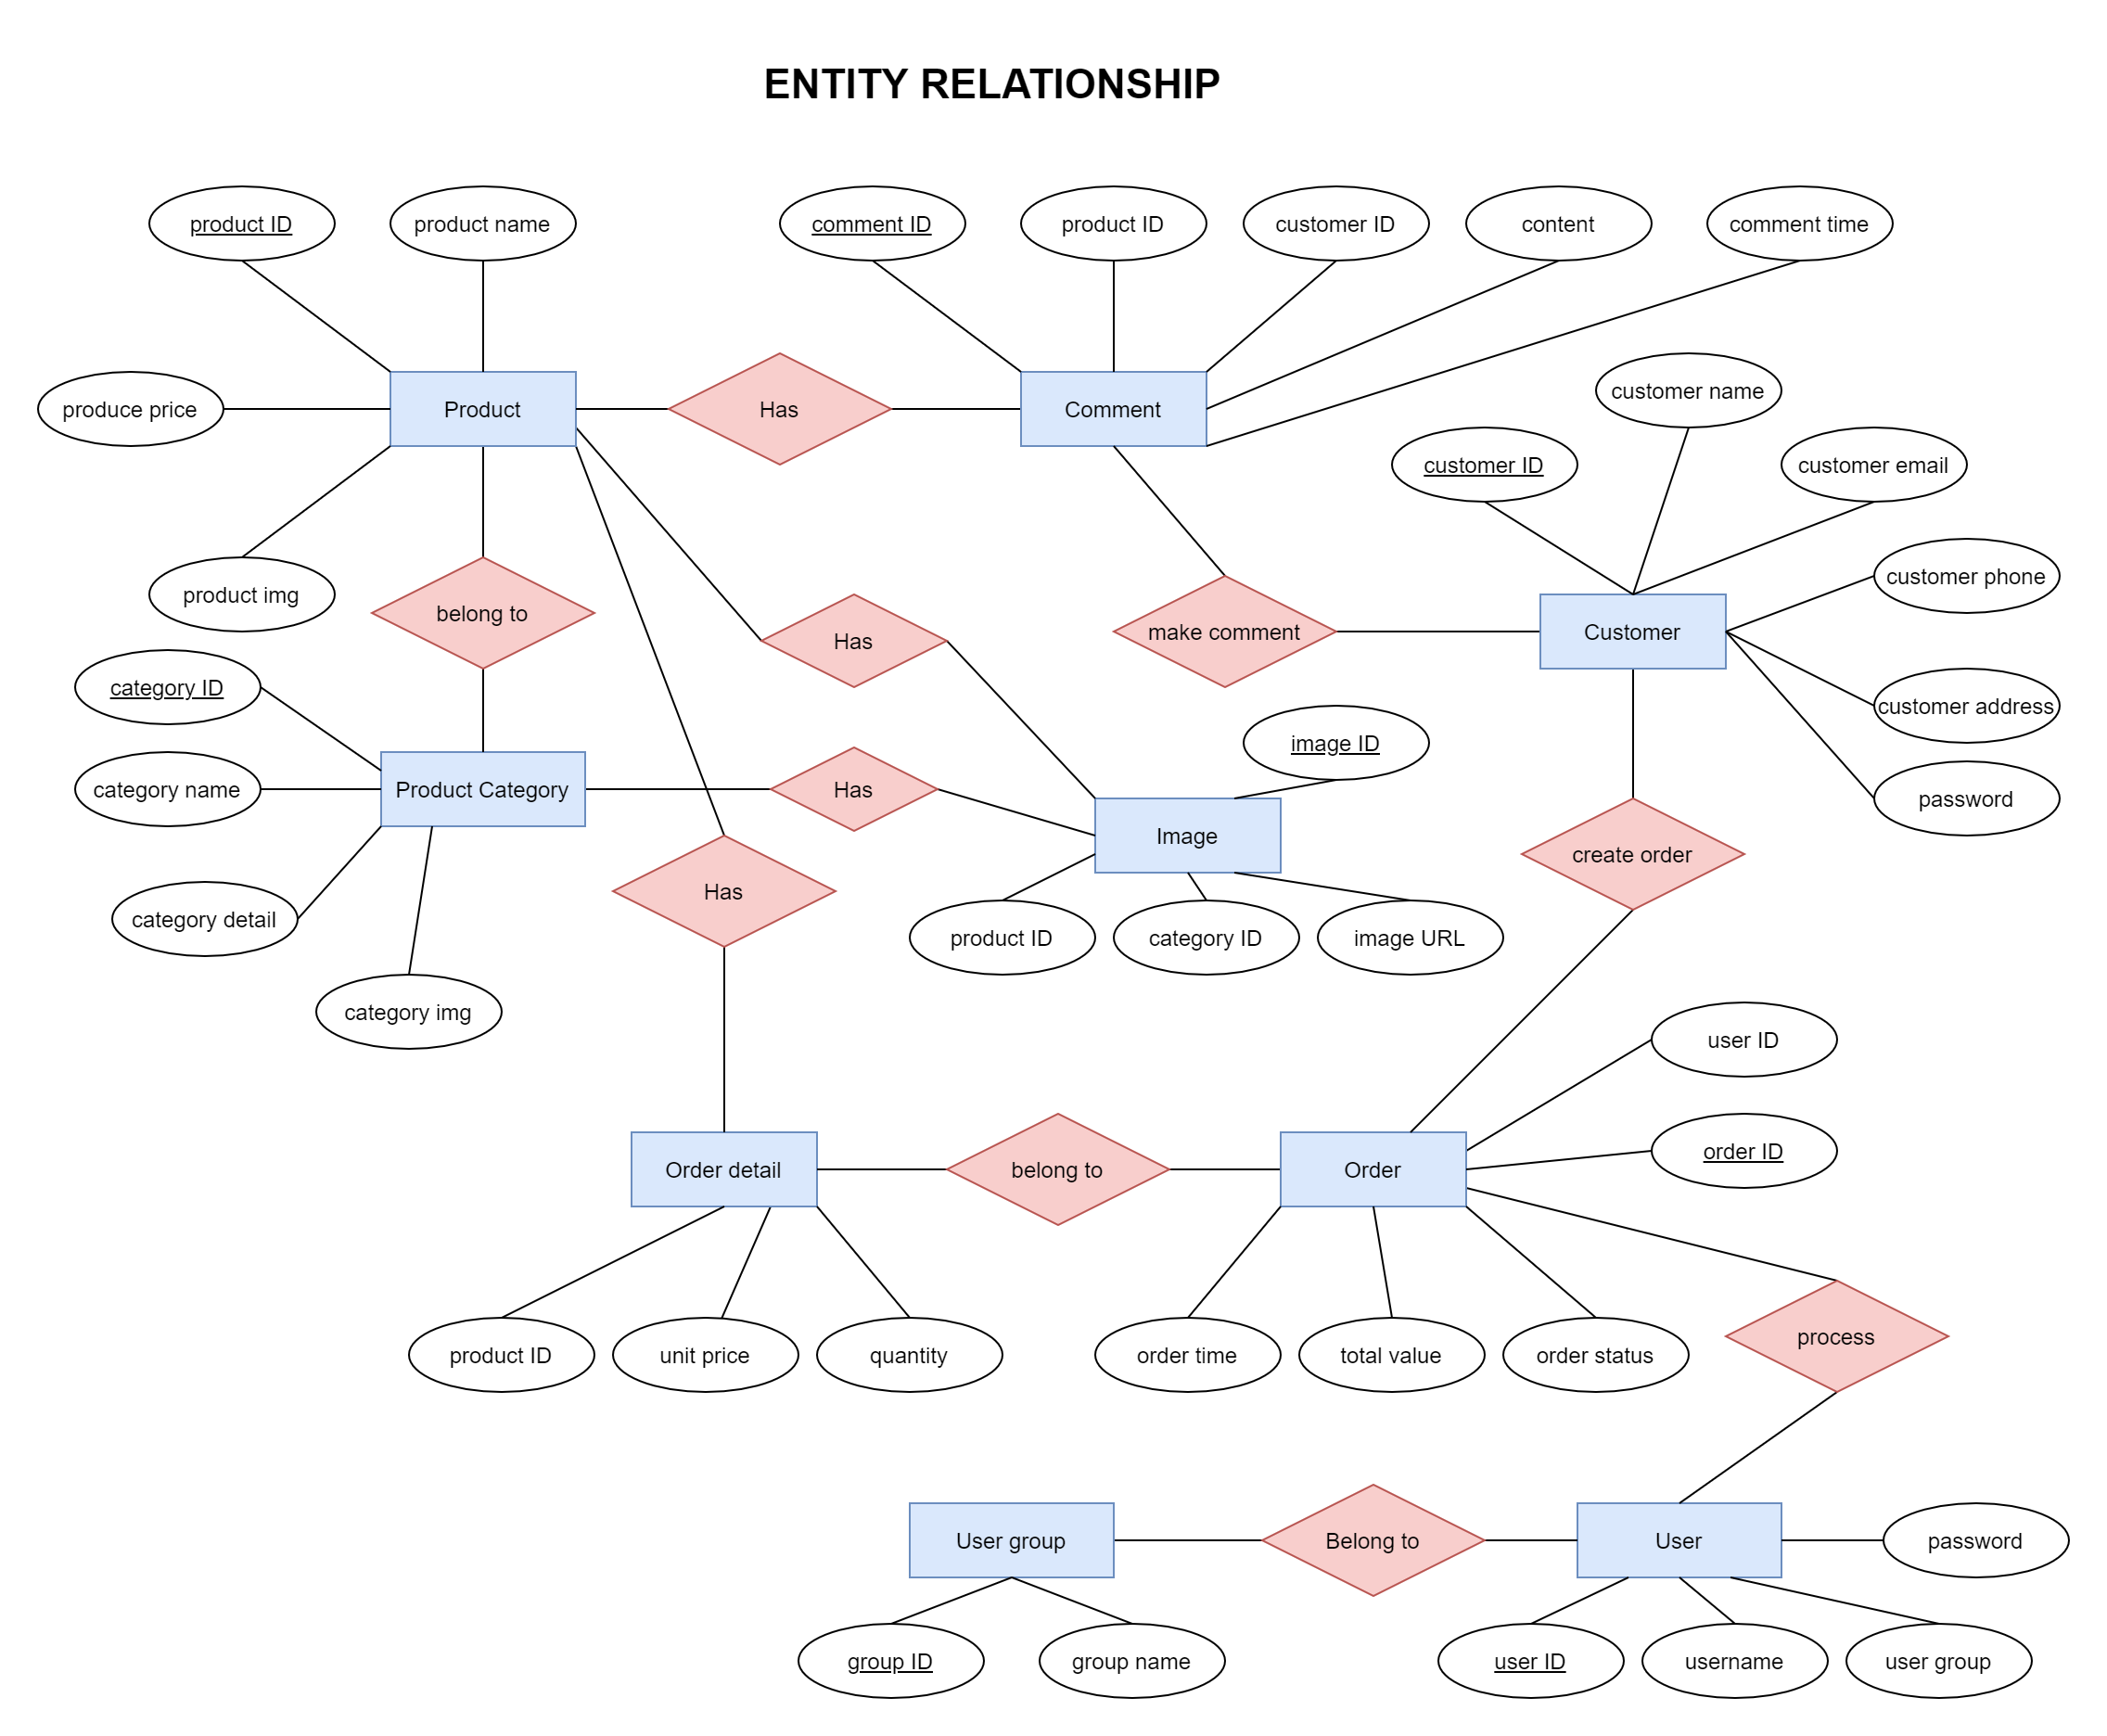 ENTITY RELATIONSHIP
product ID
product name
comment ID
product ID
customer ID
content
comment time
produce price
Product
Has
Comment
customer name
customer ID
customer email
product img
belong to
Has
make comment
Customer
customer phone
category ID
customer address
image ID
category name
Product Category
Has
Image
password
create order
category detail
Has
product ID
category ID
image URL
category img
user ID
Order detail
belong to
Order
order ID
product ID
unit price
quantity
order time
total value
order status
process
User group
Belong to
User
password
group ID
group name
user ID
username
user group